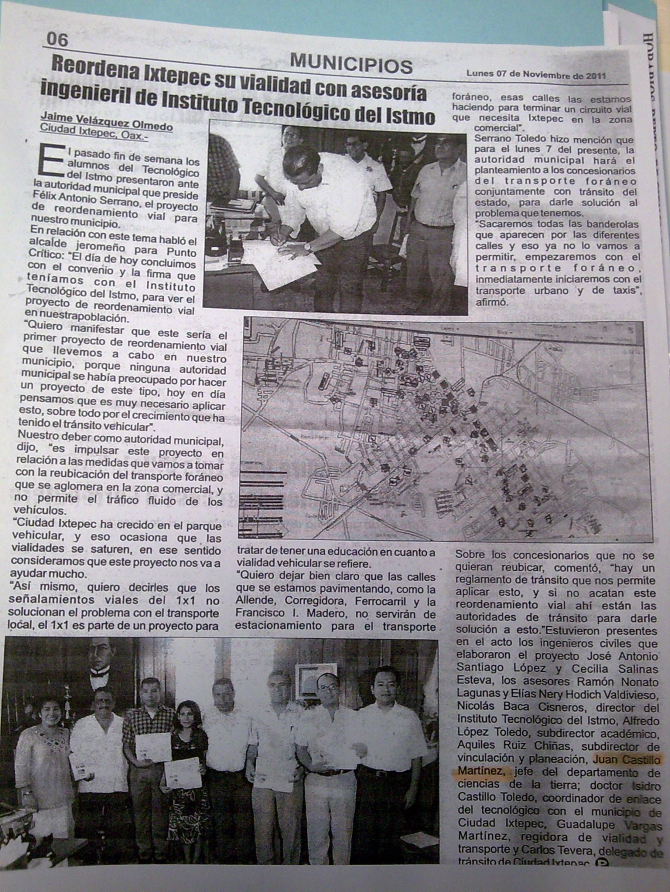 06
MUNICIPIOS
Lunes 07 de Noviembre de 2011
Reordena Ixtepec su vialidad con asesoría
ingenieril de Instituto Tecnológico del Istmo
Jaime Velázquez Olmedo
Ciudad Ixtepec, Oax.-
El pasado fin de semana los
alumnos del Tecnológico
del Istmo presentaron ante
la autoridad municipal que preside
Félix Antonio Serrano, el proyecto
de reordenamiento vial para
nuestro municipio.
En relación con este tema habló el
alcalde jeromeño para Punto
Crítico: "El día de hoy concluimos
con el convenio y la firma que
teníamos con el Instituto
Tecnológico del Istmo, para ver el
proyecto de reordenamiento vial
en nuestrapoblación.
"Quiero manifestar que este sería el
primer proyecto de reordenamiento vial
que llevemos a cabo en nuestro
municipio, porque ninguna autoridad
municipal se había preocupado por hacer
un proyecto de este tipo, hoy en día
pensamos que es muy necesario aplicar
esto, sobre todo por el crecimiento que ha
tenido el tránsito vehicular".
Nuestro deber como autoridad municipal,
dijo, "es impulsar este proyecto en
relación a las medidas que vamos a tomar
con la reubicación del transporte foráneo
que se aglomera en la zona comercial, y
no permite el tráfico fluido de los
vehículos.
"Ciudad Ixtepec ha crecido en el parque
vehicular, y eso ocasiona que las
vialidades se saturen, en ese sentido
consideramos que este proyecto nos va a
ayudar mucho.
"Así mismo, quiero decirles que los
señalamientos viales del 1x1 no
solucionan el problema con el transporte
local, el 1x1 es parte de un proyecto para
tratar de tener una educación en cuanto a
vialidad vehicular se refiere.
"Quiero dejar bien claro que las calles
que se estamos pavimentando, como la
Allende, Corregidora, Ferrocarril y la
Francisco I. Madero, no servirán de
estacionamiento para el transporte
foráneo, esas calles las estamos
haciendo para terminar un circuito vial
que necesita Ixtepec en la zona
comercial".
Serrano Toledo hizo mención que
para el lunes 7 del presente, la
autoridad municipal hará el
planteamiento a los concesionarios
del transporte foráneo
conjuntamente con tránsito del
estado, para darle solución al
problema que tenemos.
"Sacaremos todas las banderolas
que aparecen por las diferentes
calles y eso ya no lo vamos a
permitir, empezaremos con el
transporte foráneo,
inmediatamente iniciaremos con el
transporte urbano y de taxis",
afirmó.
Sobre los concesionarios que no se
quieran reubicar, comentó, "hay un
reglamento de tránsito que nos permite
aplicar esto, y si no acatan este
reordenamiento vial ahí están las
autoridades de tránsito para darle
solución a esto."Estuvieron presentes
en el acto los ingenieros civiles que
elaboraron el proyecto José Antonio
Santiago López y Cecilia Salinas
Esteva, los asesores Ramón Nonato
Lagunas y Elías Nery Hodich Valdivieso,
Nicolás Baca Cisneros, director del
Instituto Tecnológico del Istmo, Alfredo
López Toledo, subdirector académico,
Aquiles Ruiz Chiñas, subdirector de
vinculación y planeación, Juan Castillo
Martínez, jefe del departamento de
ciencias de la tierra; doctor Isidro
Castillo Toledo, coordinador de enlace
del tecnológico con el municipio de
Ciudad Ixtepec, Guadalupe Vargas
Martínez, regidora de vialidad y
transporte y Carlos Tevera, delegado de
tránsito de Ciudad Ixtepec